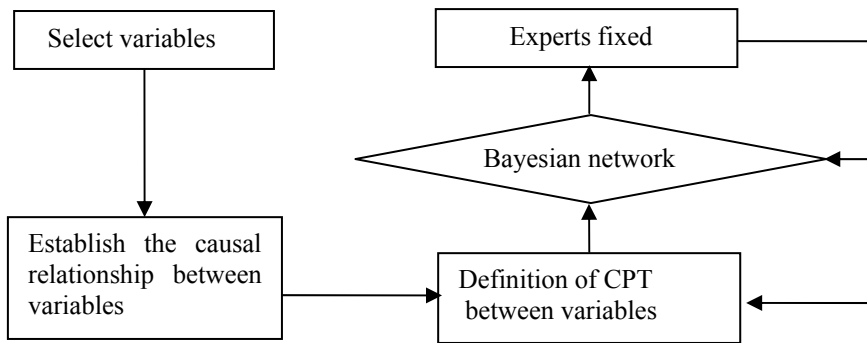 Select variables
Experts fixed
Bayesian network
Establish the causal
relationship between
variables
Definition of CPT
between variables